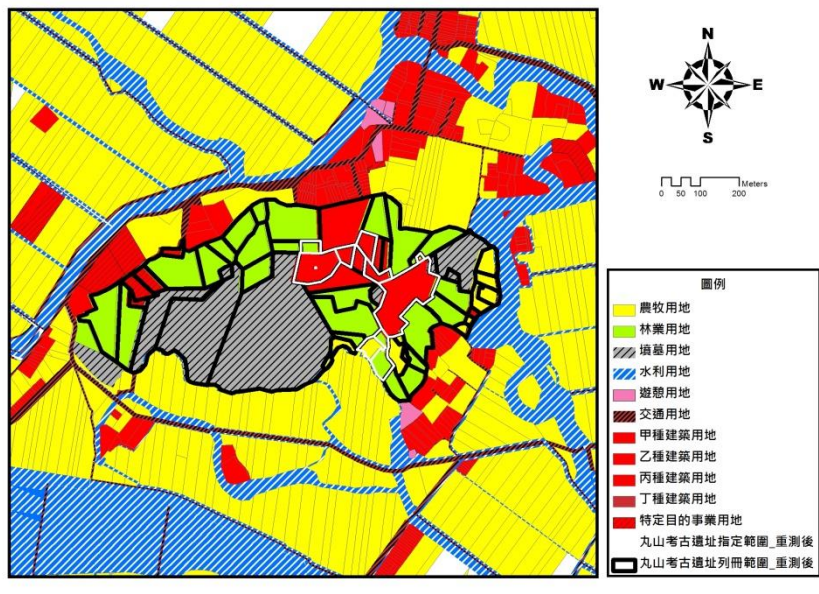 N
W
E
S
Meters
0 50 100 200
圖例
農牧用地
林業用地
墳墓用地
水利用地
遊憩用地
交通用地
甲種建築用地
乙種建築用地
丙種建築用地
丁種建築用地
特定目的事業用地
丸山考古遺址指定範圍_重測後
丸山考古遺址列冊範圍_重測後